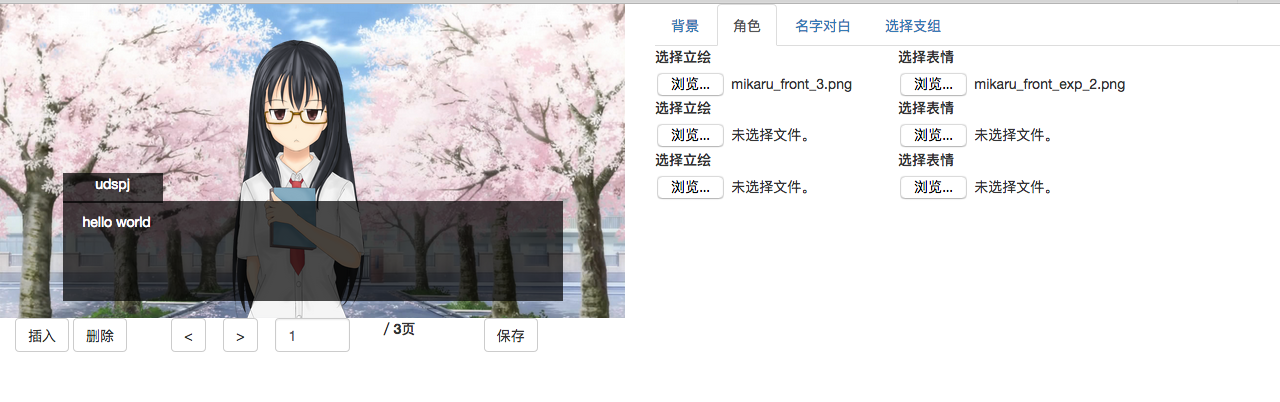 背景 角色 名字对白 选择支组
选择立绘 选择表情
浏览... mikaru_front_3.png 浏览... mikaru_front_exp_2.png
选择立绘 选择表情
浏览... 未选择文件。 浏览... 未选择文件。
选择立绘 选择表情
浏览... 未选择文件。 浏览... 未选择文件。
udspj
hello world
插入 删除 < > 1 / 3页 保存